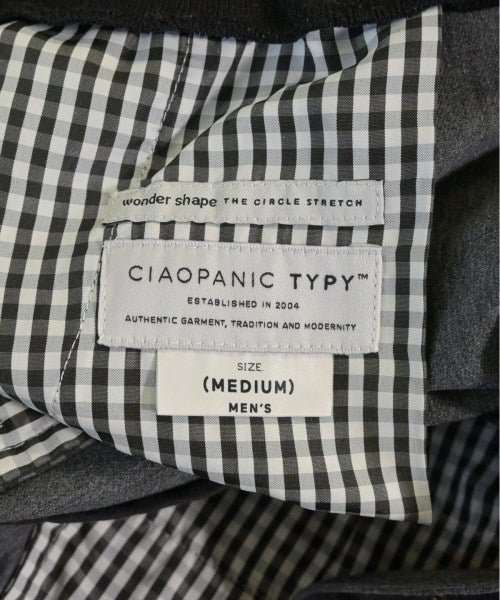 wonder shape THE CIRCLE STRETCH
CIAOPANIC TYPY™
ESTABLISHED IN 2004
AUTHENTIC GARMENT, TRADITION AND MODERNITY
SIZE.
(MEDIUM)
MEN'S